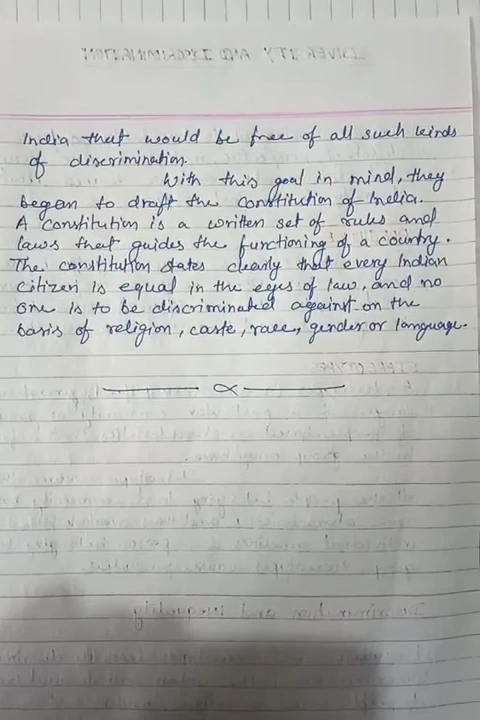 India that would be free of all such kinds
of discrimination.
With this goal in mind, they
began to draft the constitution of India.
A constitution is a written set of rules and
laws that guides the functioning of a country.
The constitution states clearly that every Indian
citizen is equal in the eyes of law, and no
one is to be discriminated against on the
basis of religion, caste, race, gender or language.